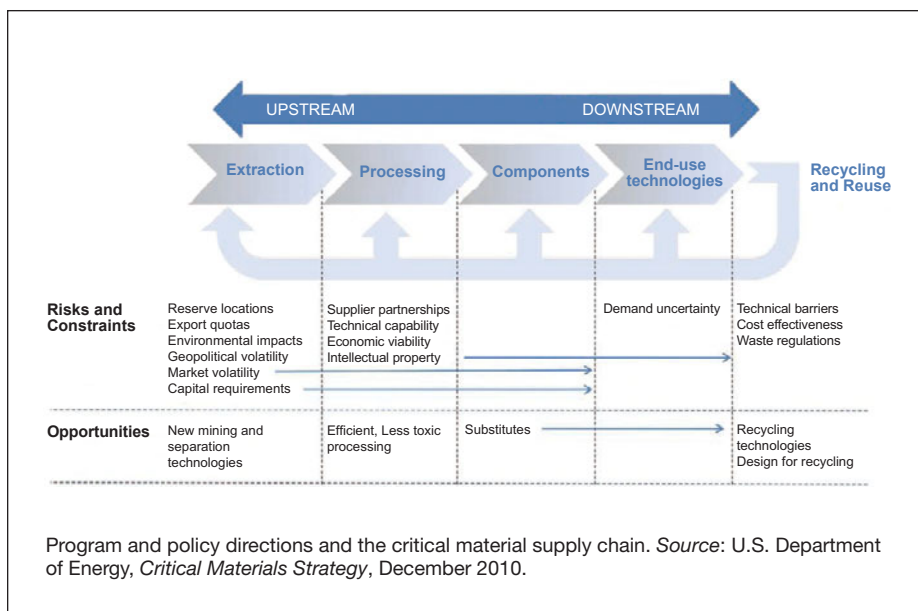 UPSTREAM
DOWNSTREAM
Extraction
Processing
Components
End-use
technologies
Recycling
and Reuse
Risks and
Constraints
Reserve locations
Export quotas
Environmental impacts
Geopolitical volatility
Market volatility
Capital requirements
Supplier partnerships
Technical capability
Economic viability
Intellectual property
Demand uncertainty
Technical barriers
Cost effectiveness
Waste regulations
Opportunities
New mining and
separation
technologies
Efficient, Less toxic
processing
Substitutes
Recycling
technologies
Design for recycling
Program and policy directions and the critical material supply chain. Source: U.S. Department
of Energy, Critical Materials Strategy, December 2010.